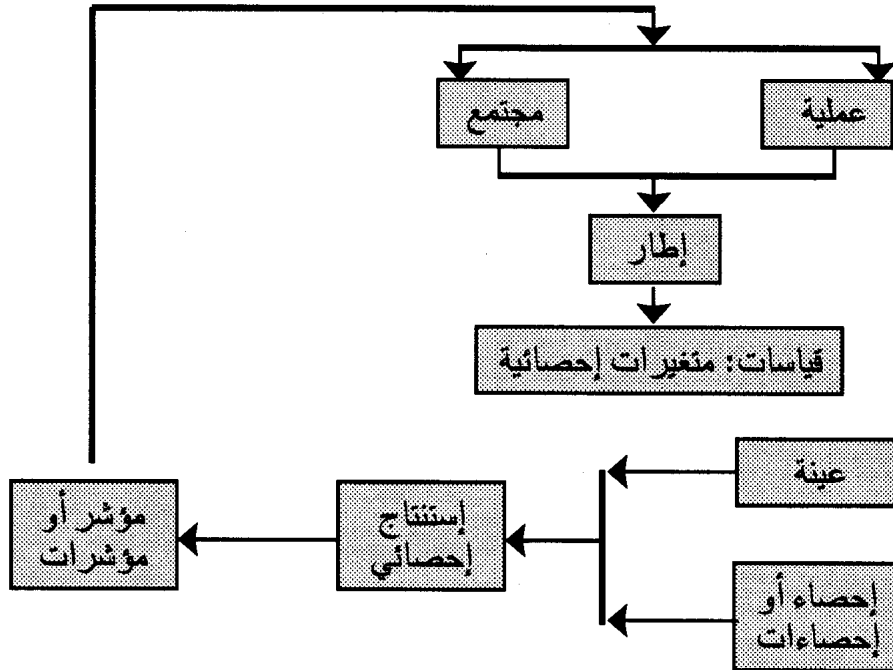 عملية
مجتمع
إطار
قياسات: متغيرات إحصائية
عينة
إحصاء أو
إحصاءات
إستنتاج
إحصائي
مؤشر أو
مؤشرات